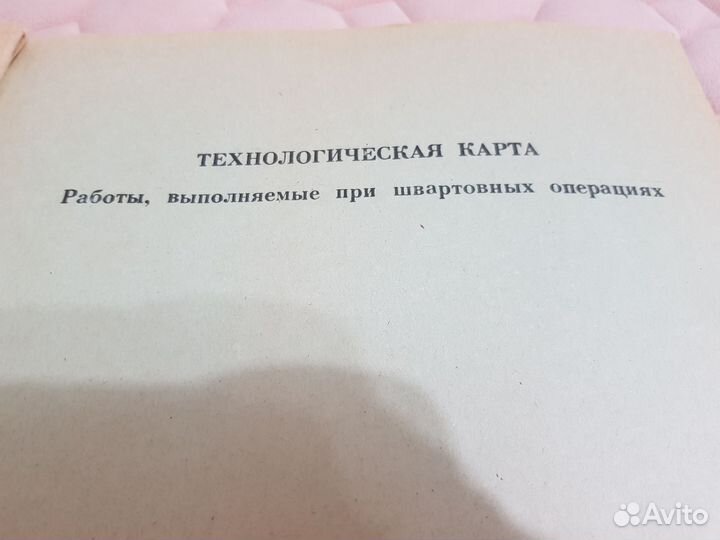 ТЕХНОЛОГИЧЕСКАЯ КАРТА
Работы, выполняемые при швартовных операциях
Avito